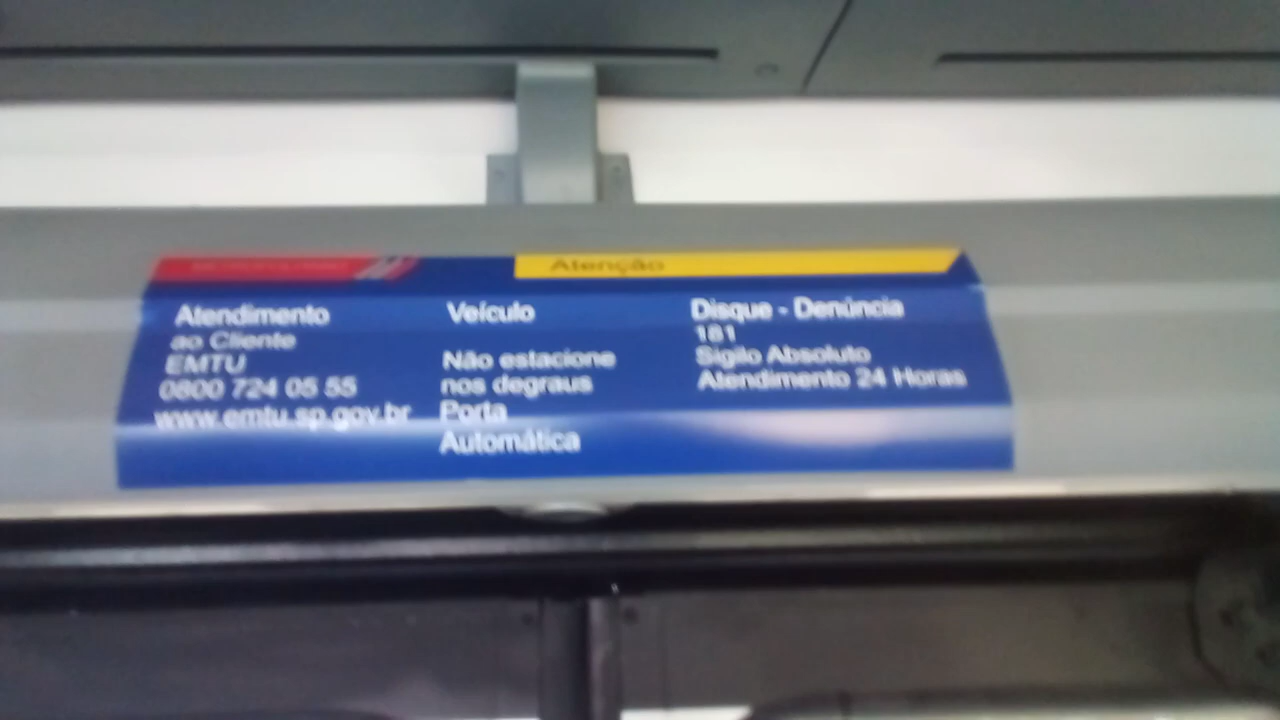 Atenção
Atendimento
ao Cliente
EMTU
0800 724 05 55
www.emtu.sp.gov.br
Veículo
Não estacione
nos degraus
Porta
Automática
Disque - Denúncia
181
Sigilo Absoluto
Atendimento 24 Horas